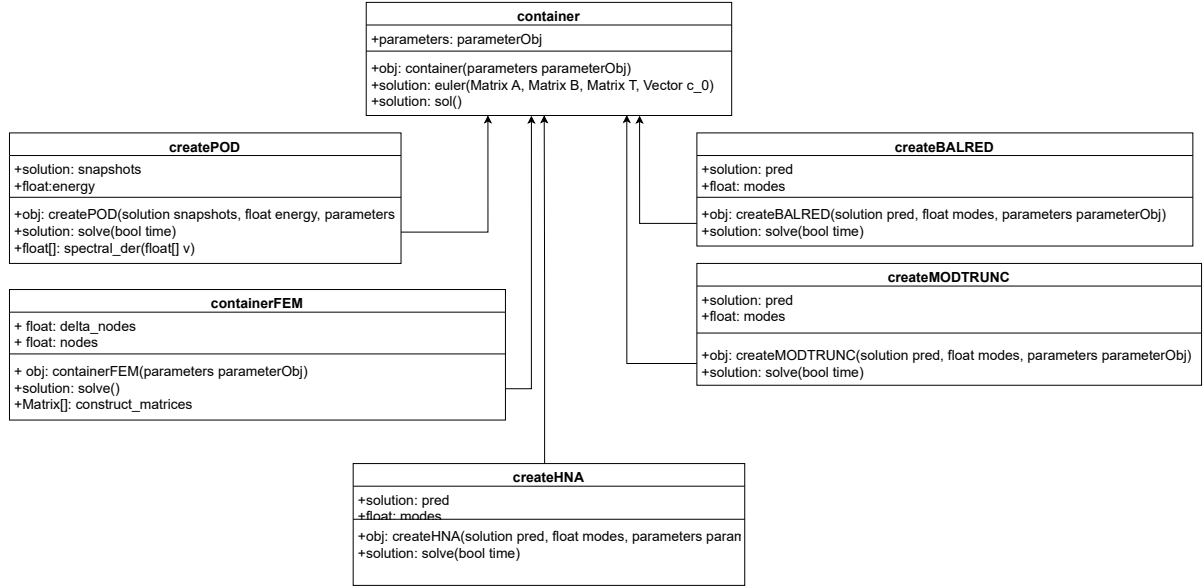 container
+parameters: parameterObj
+obj: container(parameters parameterObj)
+solution: euler(Matrix A, Matrix B, Matrix T, Vector c_0)
+solution: sol()
createPOD
+solution: snapshots
+float:energy
+obj: createPOD(solution snapshots, float energy, parameters
+solution: solve(bool time)
+float[]: spectral_der(float[] v)
createBALRED
+solution: pred
+float: modes
+obj: createBALRED(solution pred, float modes, parameters parameterObj)
+solution: solve(bool time)
containerFEM
+ float: delta_nodes
+ float: nodes
+ obj: containerFEM(parameters parameterObj)
+solution: solve()
+Matrix[]: construct_matrices
createMODTRUNC
+solution: pred
+float: modes
+obj: createMODTRUNC(solution pred, float modes, parameters parameterObj)
+solution: solve(bool time)
createHNA
+solution: pred
+float: modes
+obj: createHNA(solution pred, float modes, parameters param
+solution: solve(bool time)